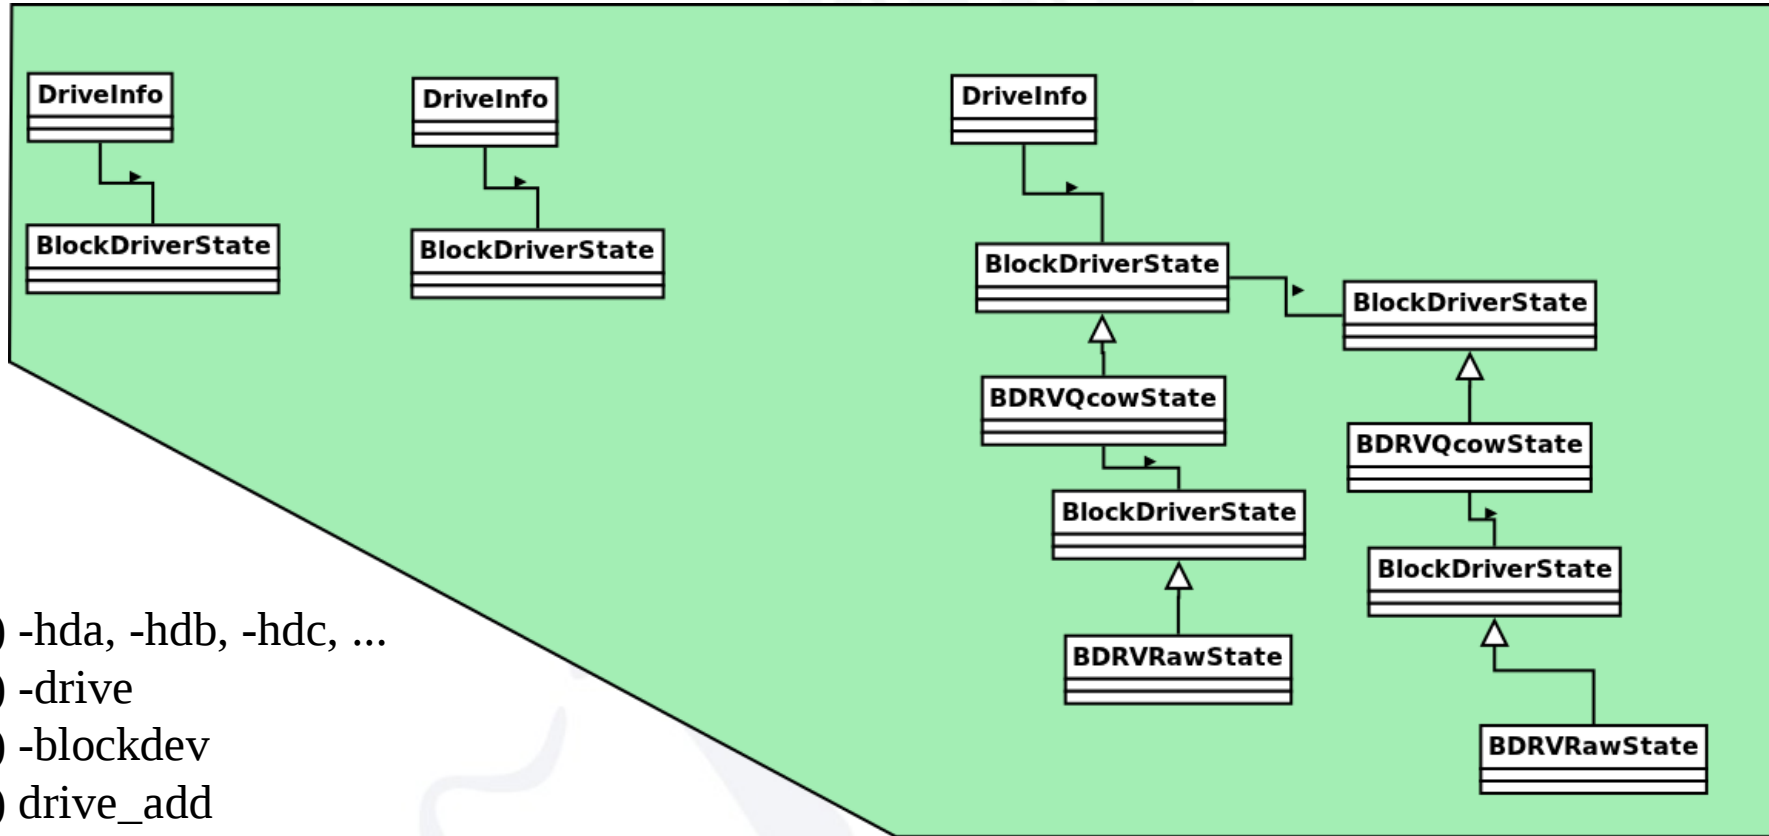 DriveInfo
DriveInfo
DriveInfo
BlockDriverState
BlockDriverState
BlockDriverState
BlockDriverState
BDRVQcowState
BDRVQcowState
BlockDriverState
BlockDriverState
BDRVRawState
BDRVRawState
) -hda, -hdb, -hdc, ...
) -drive
) -blockdev
) drive_add